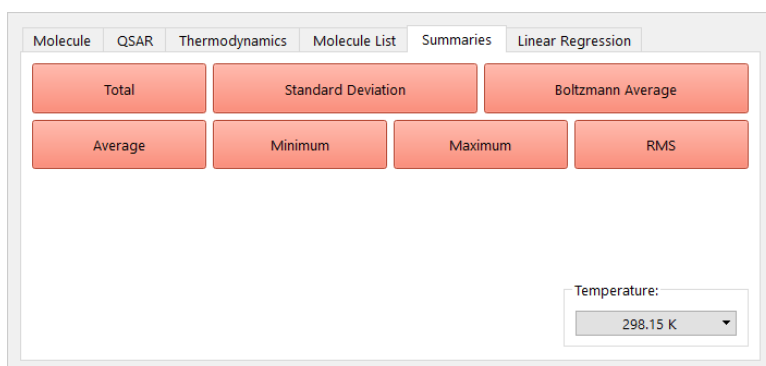 Molecule QSAR Thermodynamics Molecule List Summaries Linear Regression
Total Standard Deviation Boltzmann Average
Average Minimum Maximum RMS
Temperature:
298.15 K